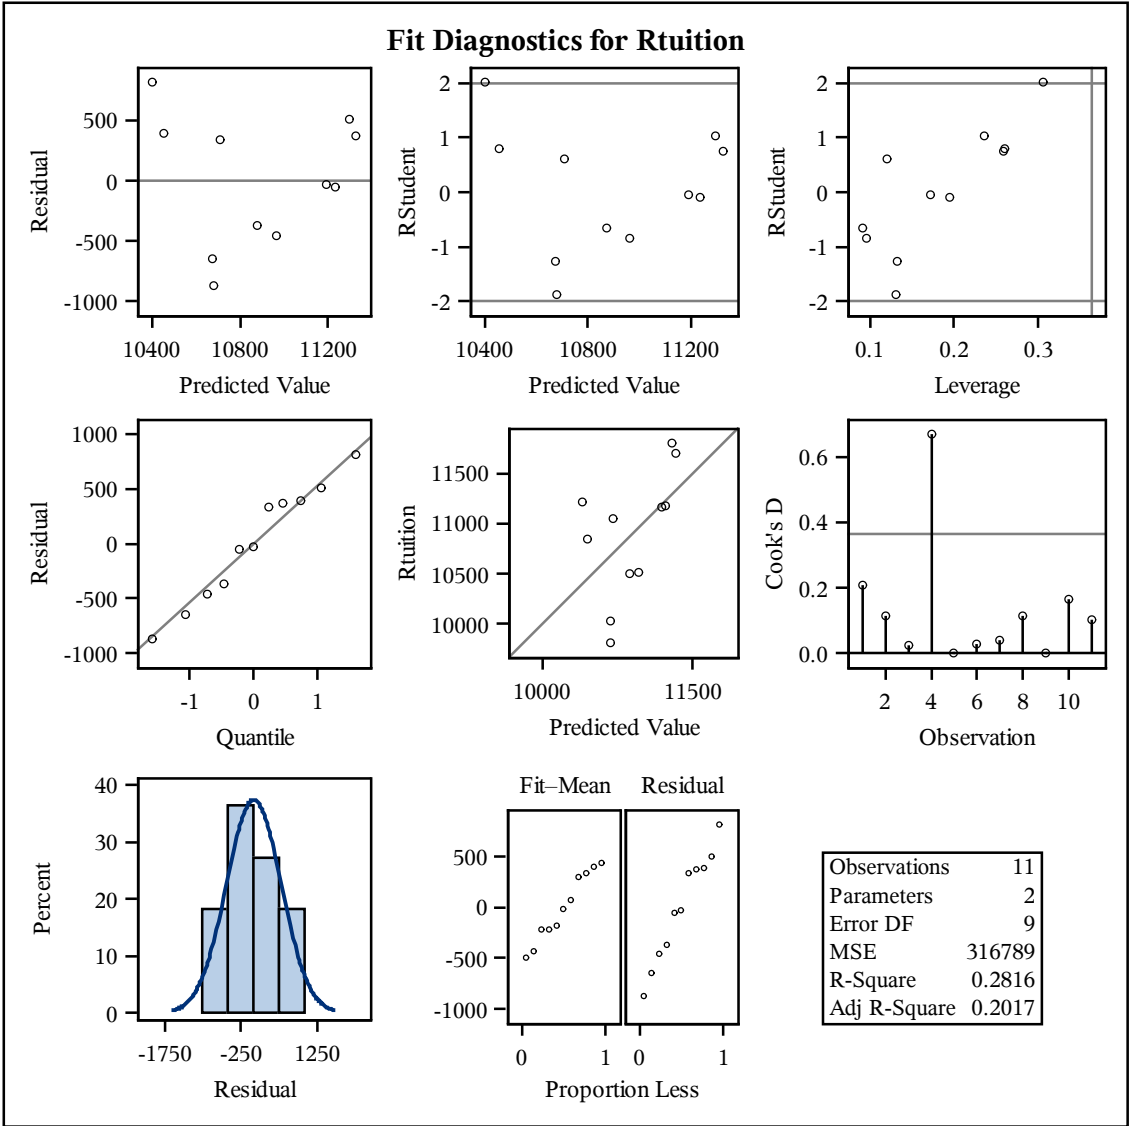 Fit Diagnostics for Rtuition
Residual
500
0
-500
-1000
10400 10800 11200
Predicted Value
RStudent
2
1
0
-1
-2
10400 10800 11200
Predicted Value
RStudent
2
1
0
-1
-2
0.1 0.2 0.3
Leverage
Residual
1000
500
0
-500
-1000
-1 0 1
Quantile
Rtuition
11500
11000
10500
10000
10000 11500
Predicted Value
Cook's D
0.6
0.4
0.2
0.0
2 4 6 8 10
Observation
Percent
40
30
20
10
0
-1750 -250 1250
Residual
Fit–Mean Residual
500
0
-500
-1000
0 1 0 1
Proportion Less
Observations 11
Parameters 2
Error DF 9
MSE 316789
R-Square 0.2816
Adj R-Square 0.2017